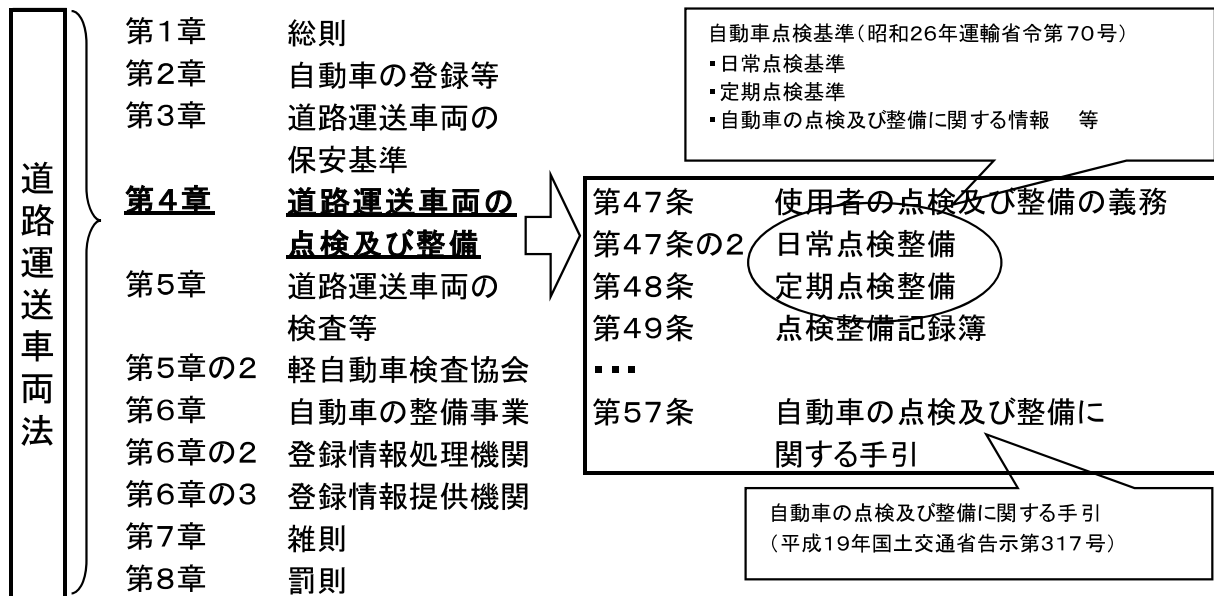 道路運送車両法
第1章 総則
第2章 自動車の登録等
第3章 道路運送車両の
保安基準
第4章 道路運送車両の
点検及び整備
第5章 道路運送車両の
検査等
第5章の2 軽自動車検査協会
第6章 自動車の整備事業
第6章の2 登録情報処理機関
第6章の3 登録情報提供機関
第7章 雑則
第8章 罰則
自動車点検基準(昭和26年運輸省令第70号)
・日常点検基準
・定期点検基準
・自動車の点検及び整備に関する情報 等
第47条 使用者の点検及び整備の義務
第47条の2 日常点検整備
第48条 定期点検整備
第49条 点検整備記録簿
・・・
第57条 自動車の点検及び整備に
関する手引
自動車の点検及び整備に関する手引
(平成19年国土交通省告示第317号)